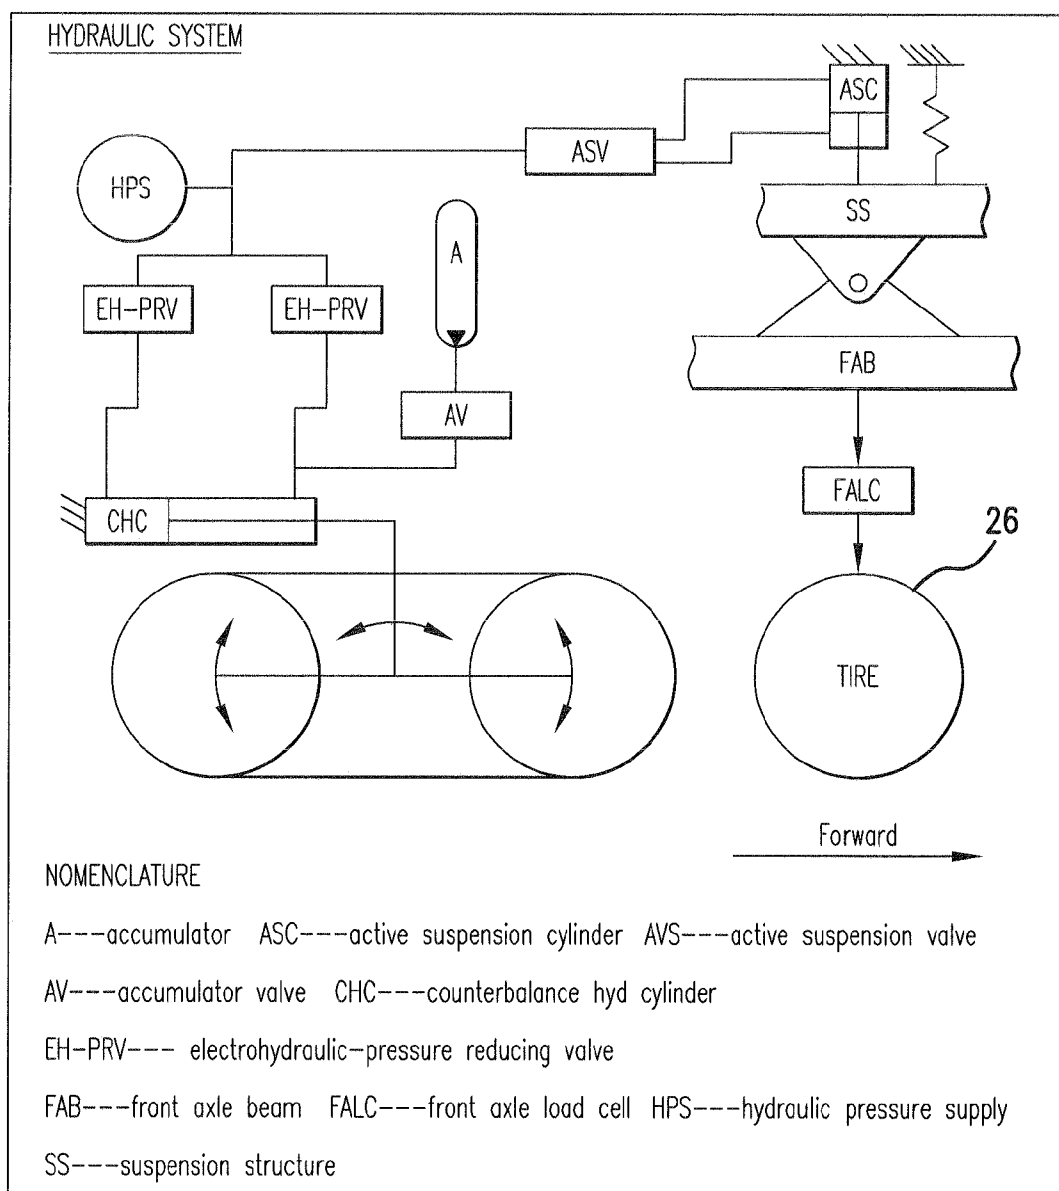 HYDRAULIC SYSTEM
ASC
ASV
HPS
SS
A
EH-PRV
EH-PRV
FAB
AV
FALC
CHC
26
TIRE
Forward
NOMENCLATURE
A---accumulator ASC---active suspension cylinder AVS---active suspension valve
AV---accumulator valve CHC---counterbalance hyd cylinder
EH-PRV--- electrohydraulic-pressure reducing valve
FAB---front axle beam FALC---front axle load cell HPS---hydraulic pressure supply
SS---suspension structure